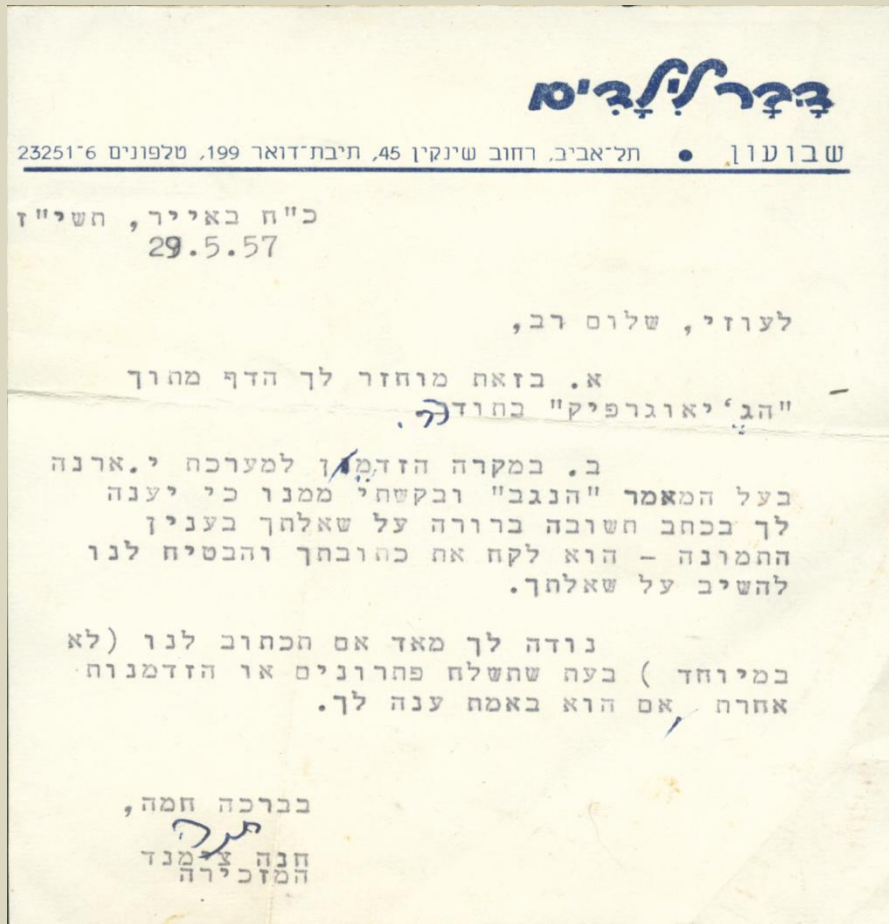 דָּבָר לִילָדִים
שבועון • תל־אביב, רחוב שינקין 45, תיבת־דואר 199, טלפונים 6־23251
כ"ח באייר, תשי"ז
29.5.57
לעוזי, שלום רב,
א. בזאת מוחזר לך הדף מתוך
"הג'יאוגרפיק" בתודה.
ב. במקרה הזדמן למערכת י.ארנה
בעל המאמר "הנגב" ובקשתי ממנו כי יענה
לך בכתב תשובה ברורה על שאלתך בענין
התמונה - הוא לקח את כתובתך והבטיח לנו
להשיב על שאלתך.
נודה לך מאד אם תכתוב לנו (לא
במיוחד ) בעת שתשלח פתרונים או הזדמנות
אחרת, אם הוא באמת ענה לך.
בברכה חמה,
חנה
חנה צימנד
המזכירה